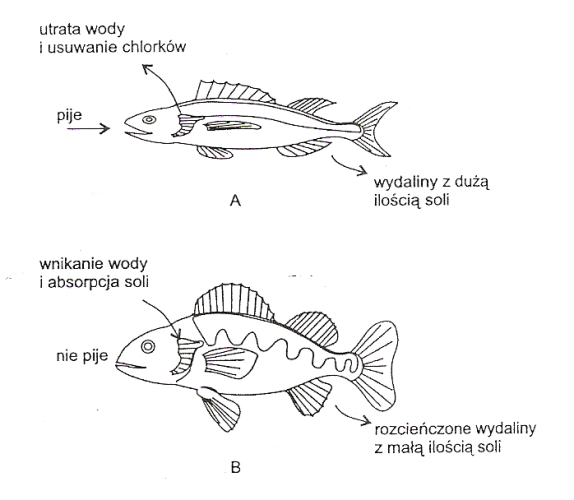 utrata wody
i usuwanie chlorków
pije
wydaliny z dużą
ilością soli
A
wnikanie wody
i absorpcja soli
nie pije
rozcieńczone wydaliny
z małą ilością soli
B